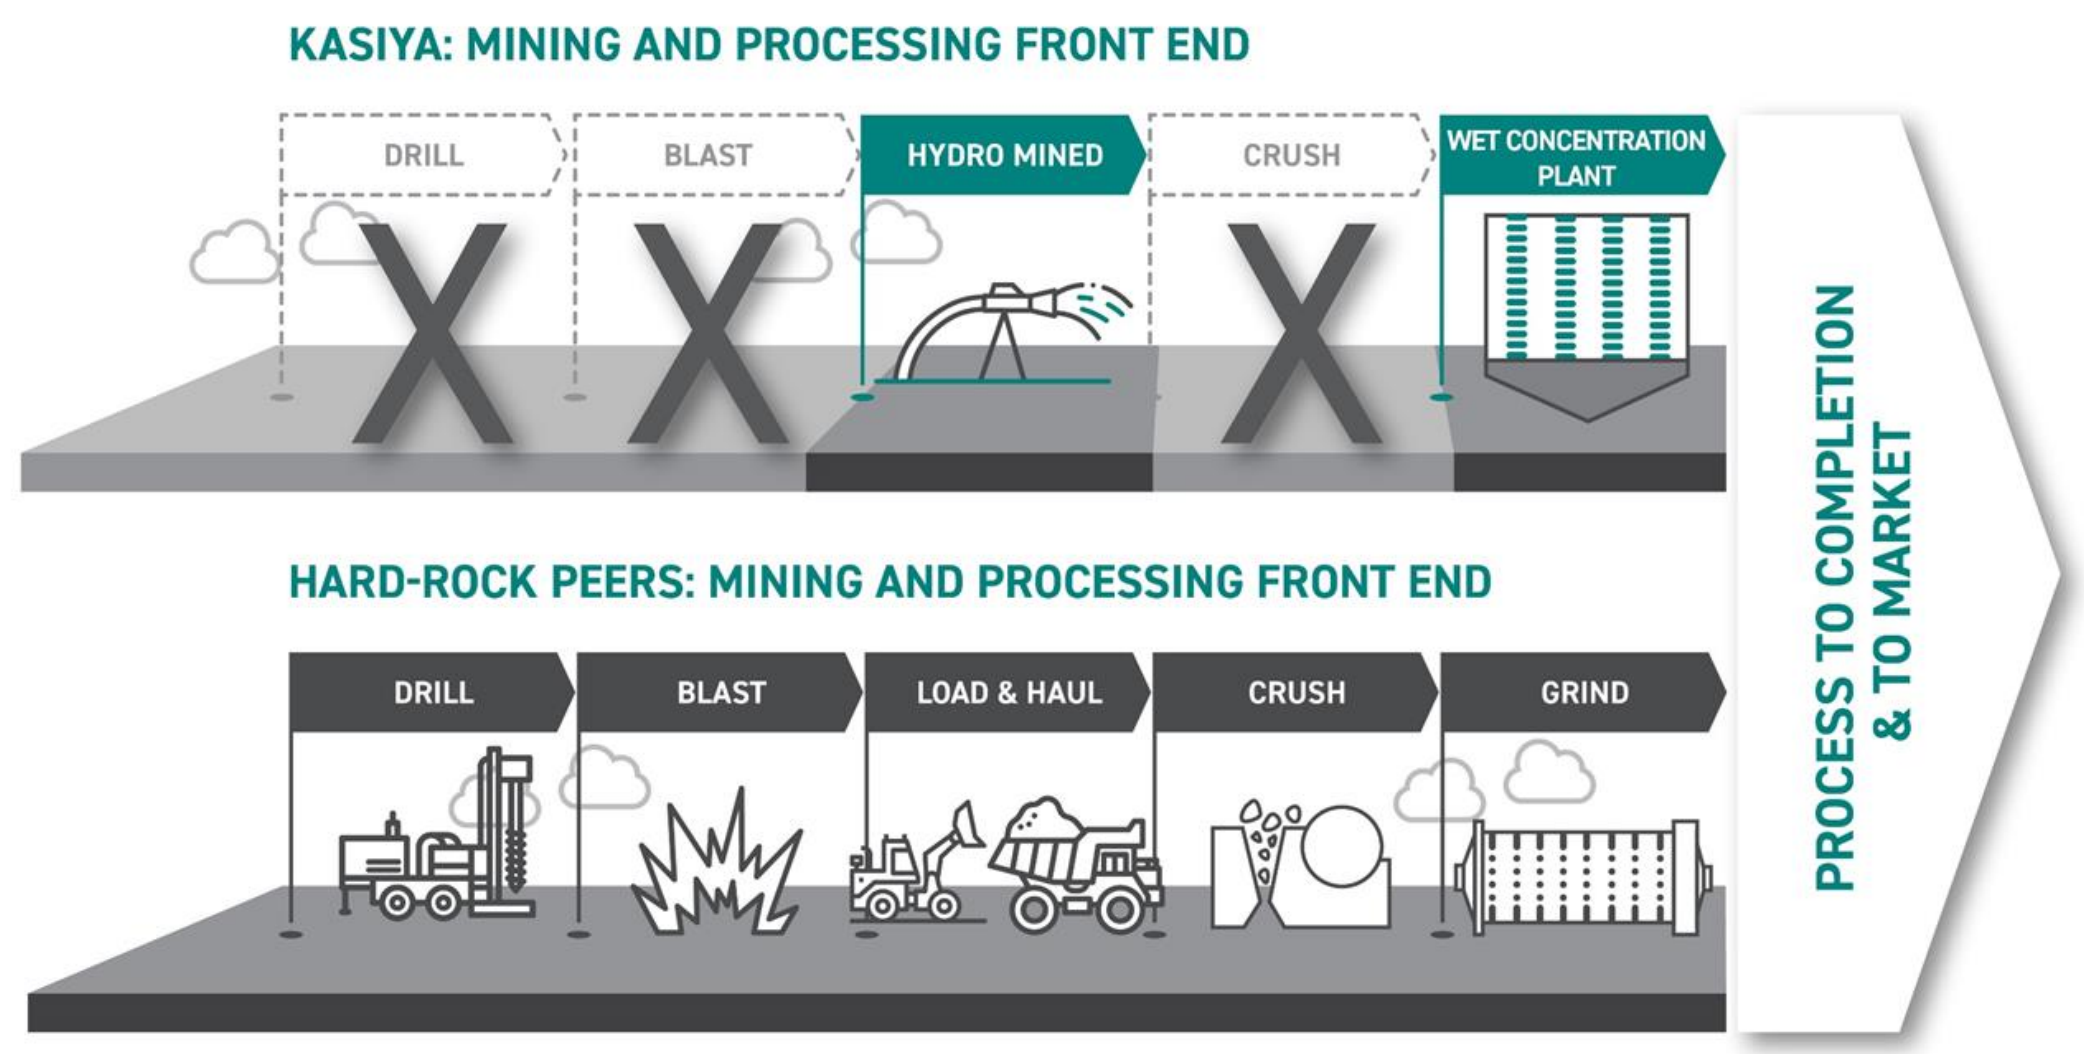 KASIYA: MINING AND PROCESSING FRONT END
DRILL
BLAST
HYDRO MINED
CRUSH
WET CONCENTRATION
PLANT
HARD-ROCK PEERS: MINING AND PROCESSING FRONT END
DRILL
BLAST
LOAD & HAUL
CRUSH
GRIND
PROCESS TO COMPLETION
& TO MARKET